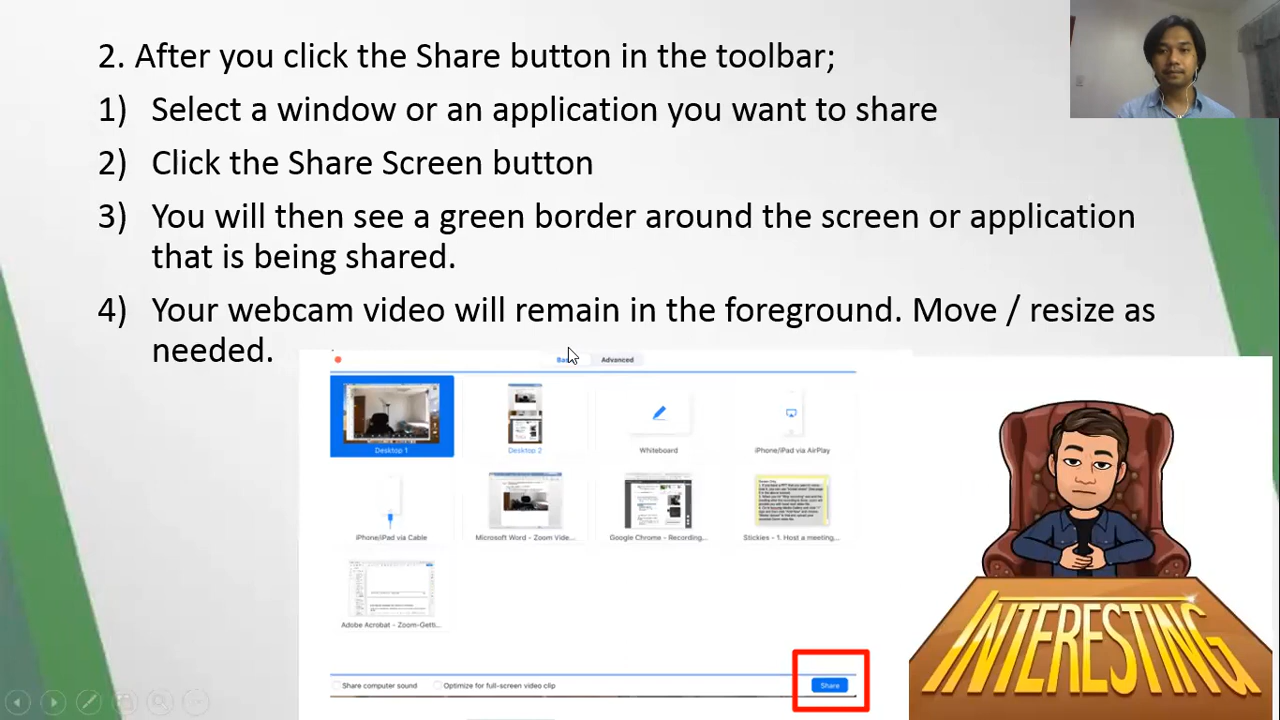 2. After you click the Share button in the toolbar;
1) Select a window or an application you want to share
2) Click the Share Screen button
3) You will then see a green border around the screen or application
that is being shared.
4) Your webcam video will remain in the foreground. Move / resize as
needed.
Advanced
Desktop 1
Desktop 2
Whiteboard
iPhone/iPad via AirPlay
iPhone/iPad via Cable
Microsoft Word - Zoom Vide...
Google Chrome - Recording...
Stickies - 1. Host a meeting,...
Adobe Acrobat - Zoom-Getti...
Share computer sound
Optimize for full-screen video clip
Share
INTERESTING